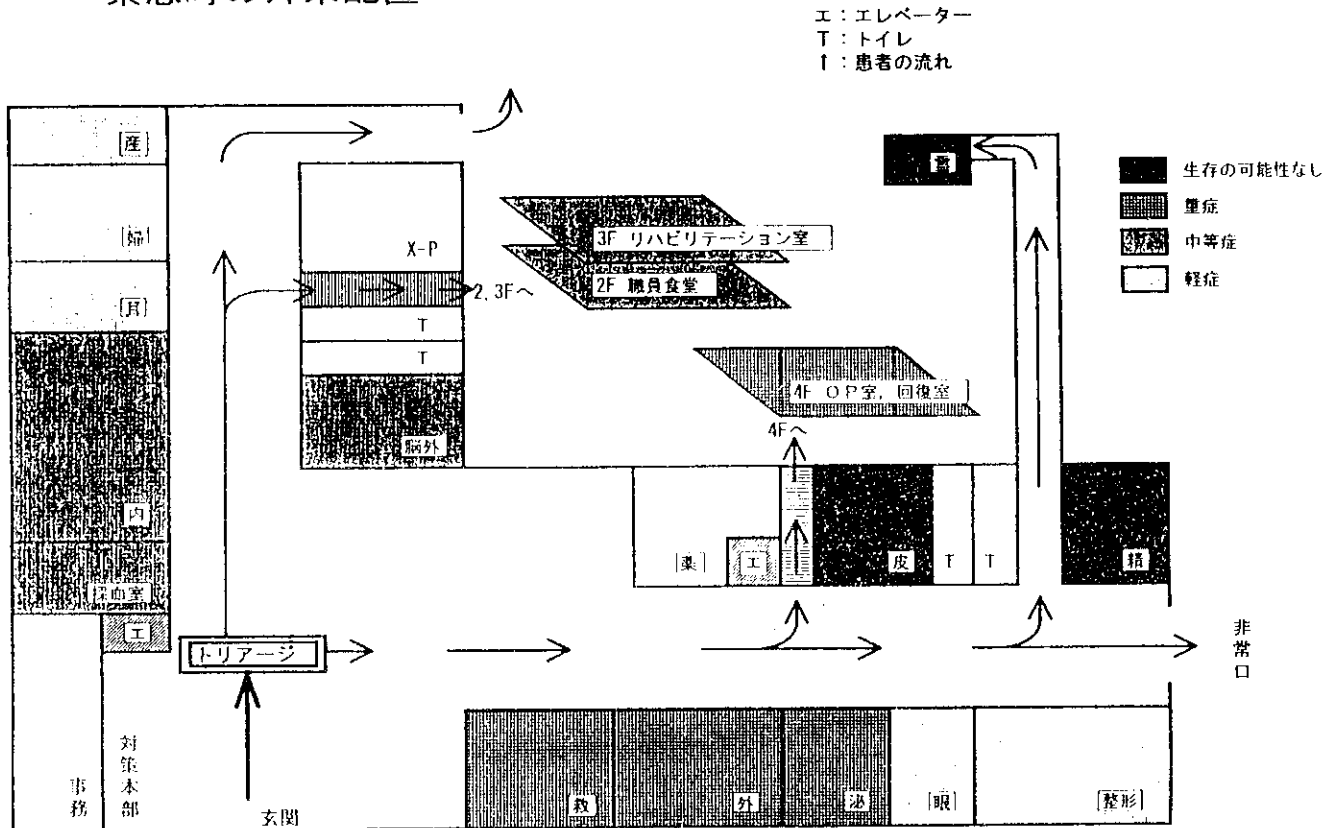 エ：エレベーター
T：トイレ
↑：患者の流れ
生存の可能性なし
重症
中等症
軽症
産
婦
耳
内
採血室
エ
事務
対策本部
トリアージ
玄関
X-P
2,3Fへ
T
T
脳外
3F リハビリテーション室
2F 職員食堂
4F OP室，回復室
4Fへ
薬
エ
皮
T
T
精
非常口
救
外
泌
眼
整形